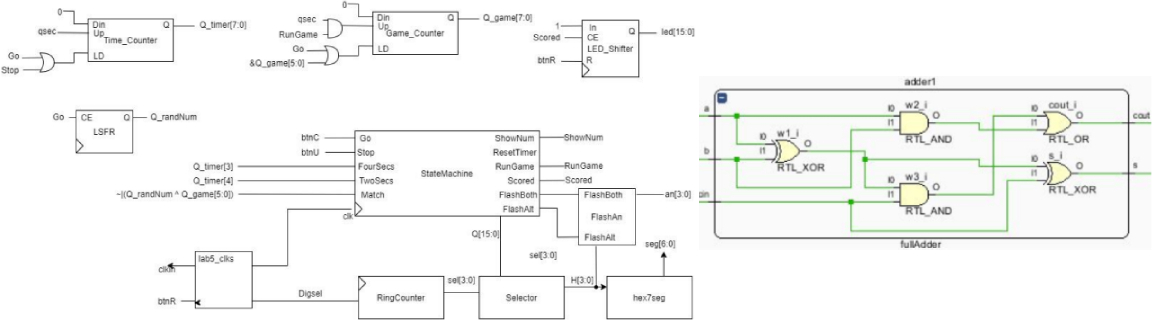 0
Din
Up
Time_Counter
LD
Q
Q_timer[7:0]
qsec
Go
Stop
0
Din
Up
Game_Counter
LD
Q
Q_game[7:0]
qsec
RunGame
Go
&Q_game[5:0]
1
In
CE
LED_Shifter
R
Q
led[15:0]
Scored
btnR
Go
CE
Q
LSFR
Q_randNum
btnC
btnU
Q_timer[3]
Q_timer[4]
~|(Q_randNum ^ Q_game[5:0])
clk
Go
Stop
FourSecs
TwoSecs
Match
StateMachine
ShowNum
ResetTimer
RunGame
Scored
FlashBoth
FlashAlt
ShowNum
RunGame
Scored
FlashBoth
FlashAn
FlashAlt
an[3:0]
Q[15:0]
sel[3:0]
seg[6:0]
lab5_clks
clkin
btnR
Digsel
RingCounter
sel[3:0]
Selector
H[3:0]
hex7seg
adder1
a
b
cin
w1_i
I0
I1
O
RTL_XOR
w2_i
I0
I1
O
RTL_AND
w3_i
I0
I1
O
RTL_AND
cout_i
I0
I1
O
RTL_OR
s_i
I0
I1
O
RTL_XOR
cout
s
fullAdder